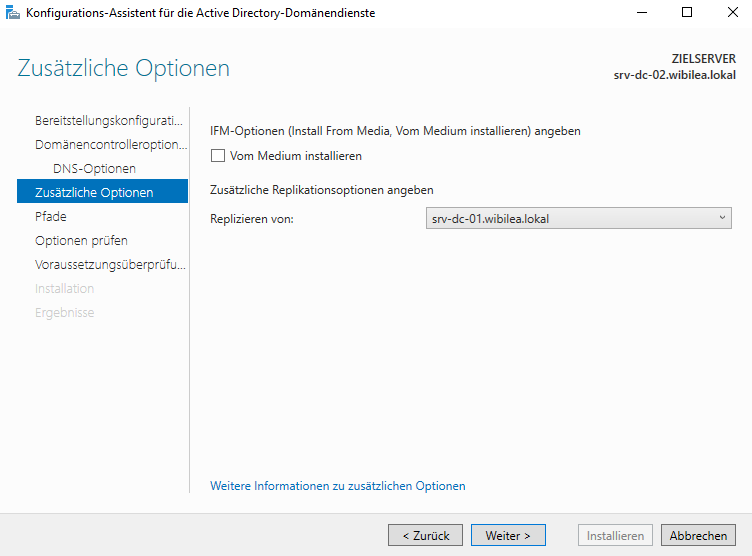 Konfigurations-Assistent für die Active Directory-Domänendienste
Zusätzliche Optionen
ZIELSERVER
srv-dc-02.wibilea.lokal
Bereitstellungskonfigurati...
Domänencontrolleroption...
DNS-Optionen
Zusätzliche Optionen
Pfade
Optionen prüfen
Voraussetzungsüberprüfu...
Installation
Ergebnisse
IFM-Optionen (Install From Media, Vom Medium installieren) angeben
Vom Medium installieren
Zusätzliche Replikationsoptionen angeben
Replizieren von:
srv-dc-01.wibilea.lokal
Weitere Informationen zu zusätzlichen Optionen
< Zurück
Weiter >
Installieren
Abbrechen